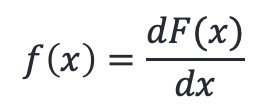 f(x) = dF(x)/dx